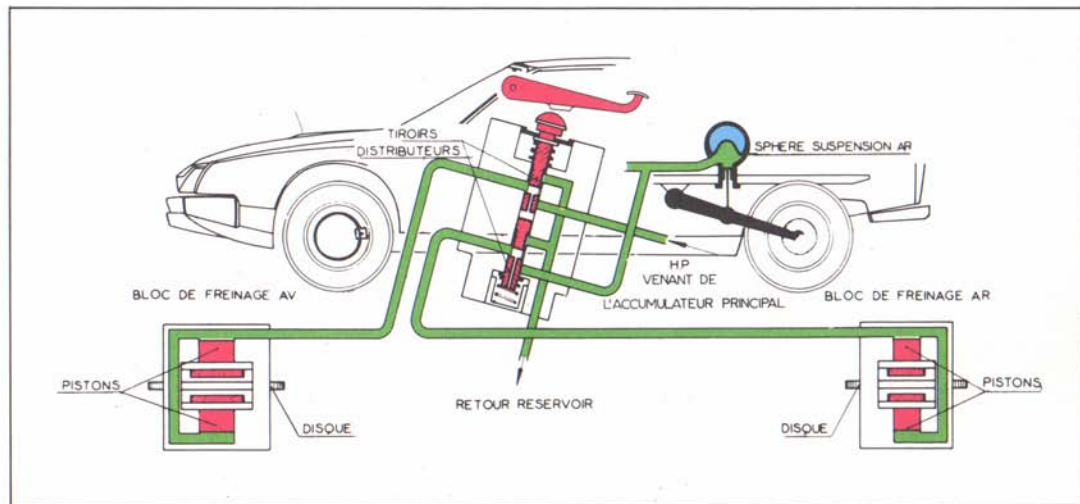 TIROIRS
DISTRIBUTEURS
SPHERE SUSPENSION AR
H.P
VENANT DE
L'ACCUMULATEUR PRINCIPAL
BLOC DE FREINAGE AV
BLOC DE FREINAGE AR
PISTONS
DISQUE
RETOUR RESERVOIR
DISQUE
PISTONS